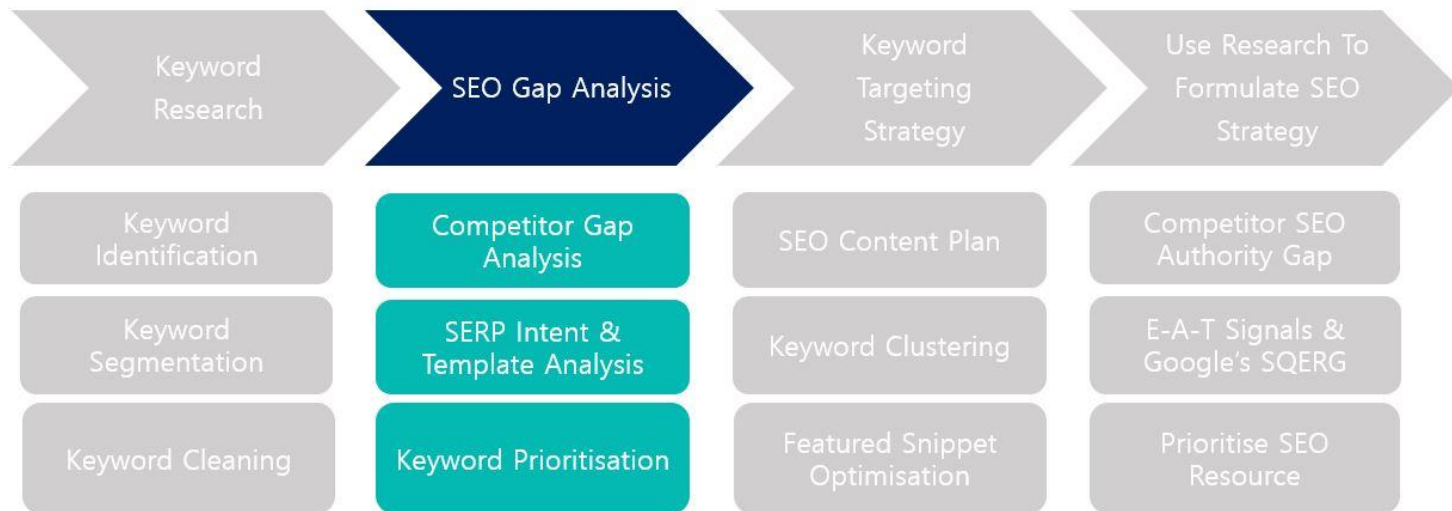 Keyword
Research
SEO Gap Analysis
Keyword
Targeting
Strategy
Use Research To
Formulate SEO
Strategy
Keyword
Identification
Competitor Gap
Analysis
SEO Content Plan
Competitor SEO
Authority Gap
Keyword
Segmentation
SERP Intent &
Template Analysis
Keyword Clustering
E-A-T Signals &
Google's SQERG
Keyword Cleaning
Keyword Prioritisation
Featured Snippet
Optimisation
Prioritise SEO
Resource